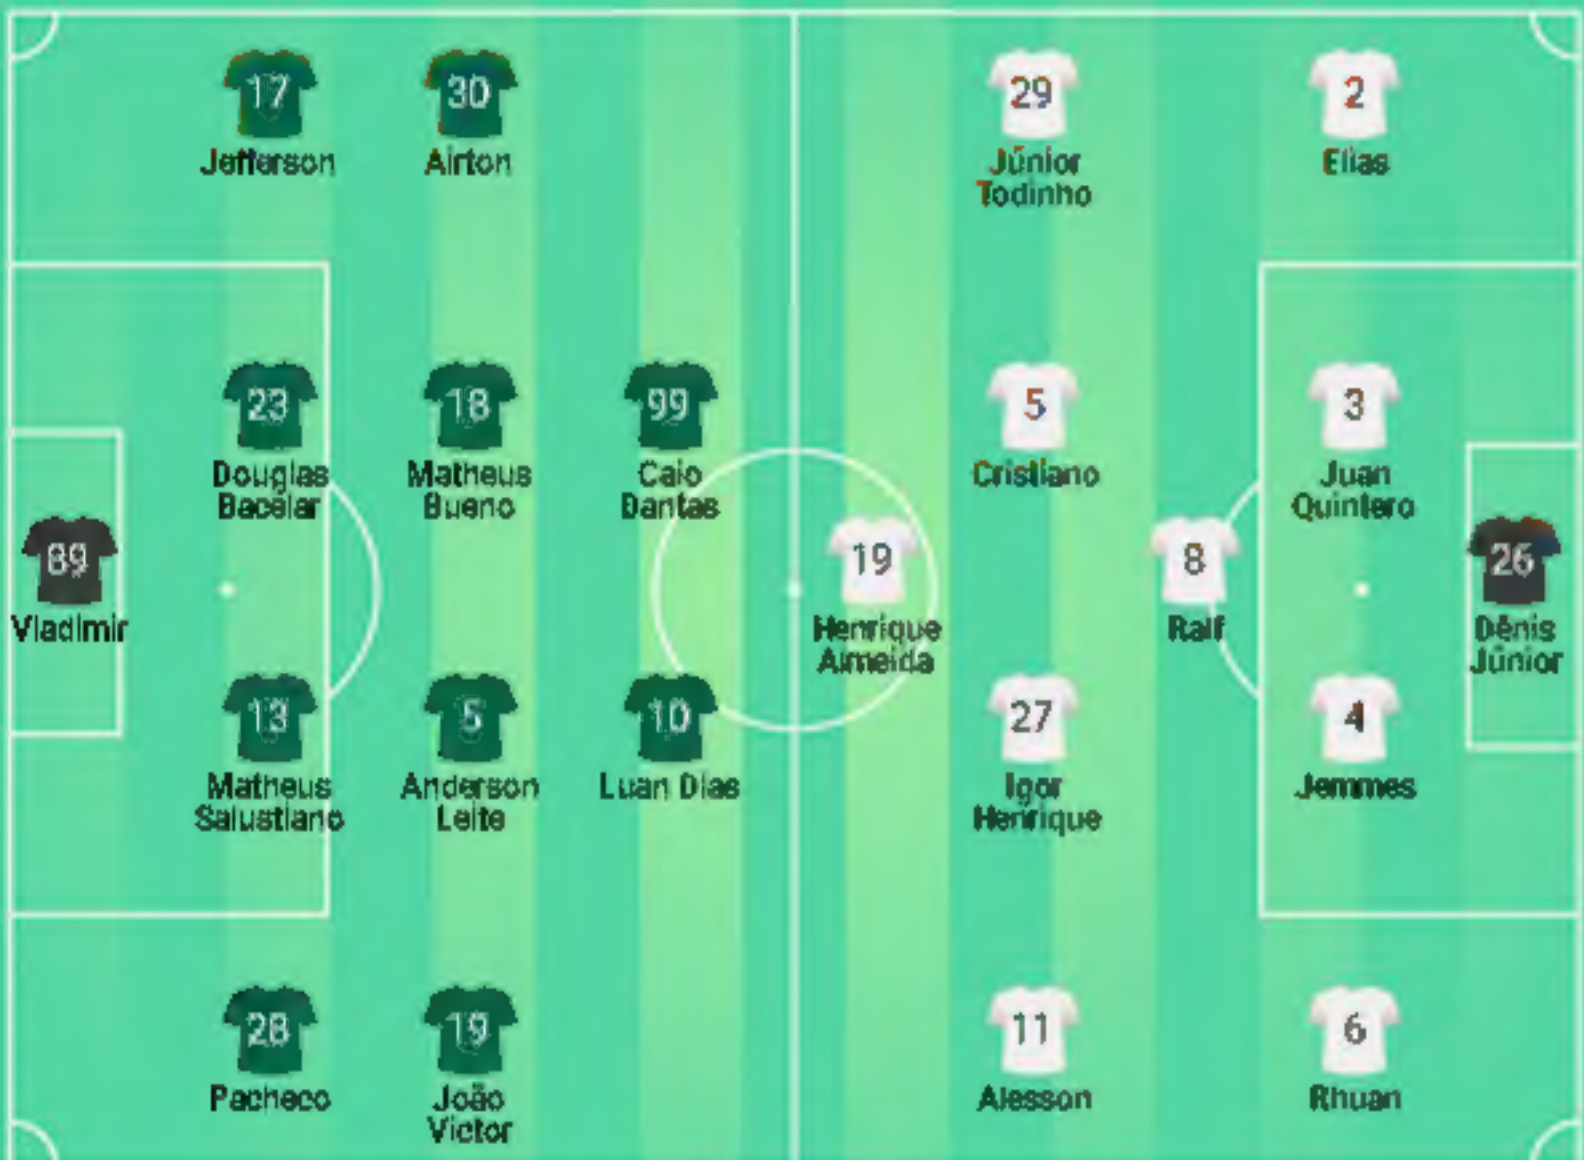 17
Jefferson
30
Airton
29
Júnior
Todinho
2
Elias
23
Douglas
Bacelar
18
Matheus
Bueno
99
Caio
Dantas
5
Cristiano
3
Juan
Quintero
89
Vladimir
19
Henrique
Almeida
8
Ralf
26
Dênis
Júnior
13
Matheus
Salustiano
5
Anderson
Leite
10
Luan Dias
27
Igor
Henrique
4
Jemmes
28
Pacheco
19
João
Victor
11
Alesson
6
Rhuan